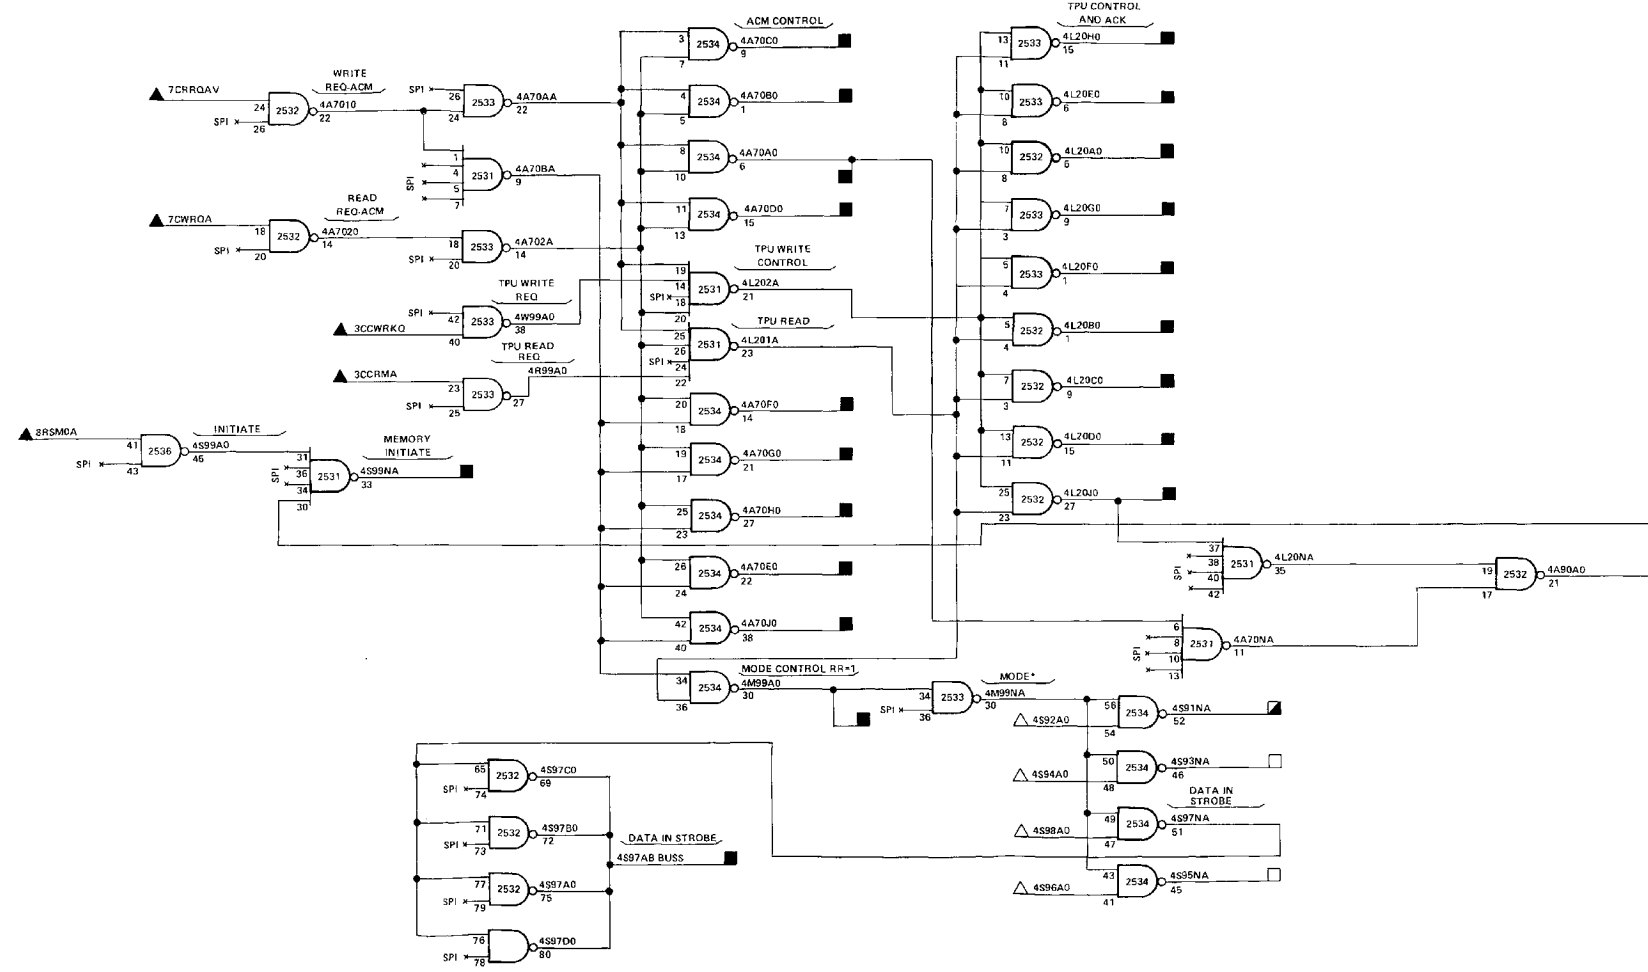 ACM CONTROL
3 2534 4A70C0
7 9
4 2534 4A70B0
5 1
8 2534 4A70A0
10 6
11 2534 4A70D0
13 15
WRITE
REQ-ACM
7CRRQAV
24 2532 4A7010
SPI 26 22
SPI 26 2533 4A70AA
24 22
1
4 2531 4A70BA
SPI 5 9
7
READ
REQ-ACM
7CWRQA
18 2532 4A7020
SPI 20 14
18 2533 4A702A
SPI 20 14
TPU WRITE
CONTROL
19
14 2531 4L202A
SPI 18 21
20
TPU WRITE
REQ
SPI 42 2533 4W99A0
3CCWRKQ 40 38
TPU READ
25
26 2531 4L201A
SPI 24 23
22
TPU READ
REQ
4R99A0
3CCRMA 23 2533
SPI 25 27
20 2534 4A70F0
18 14
19 2534 4A70G0
17 21
25 2534 4A70H0
23 27
26 2534 4A70E0
24 22
42 2534 4A70J0
40 38
INITIATE
8RSM0A 41 2536 4S99A0
SPI 43 45
MEMORY
INITIATE
31
SPI 36 2531 4S99NA
34 33
30
TPU CONTROL
AND ACK
13 2533 4L20H0
11 15
10 2533 4L20E0
8 6
10 2532 4L20A0
8 6
7 2533 4L20G0
3 9
5 2533 4L20F0
4 1
5 2532 4L20B0
4 1
7 2532 4L20C0
3 9
13 2532 4L20D0
11 15
25 2532 4L20J0
23 27
37
38 2531 4L20NA
SPI 40 35
42
19 2532 4A90A0
17 21
6
8 2531 4A70NA
SPI 10 11
13
MODE CONTROL RR=1
34 2534 4M99A0
36 30
MODE*
34 2533 4M99NA
SPI 36 30
56 2534 4S91NA
4S92A0 54 52
50 2534 4S93NA
4S94A0 48 46
DATA IN
STROBE
49 2534 4S97NA
4S98A0 47 51
43 2534 4S95NA
4S96A0 41 45
65 2532 4S97C0
SPI 74 69
71 2532 4S97B0
SPI 73 72
DATA IN STROBE
4S97AB BUSS
77 2532 4S97A0
SPI 79 75
76 4S97D0
SPI 78 80